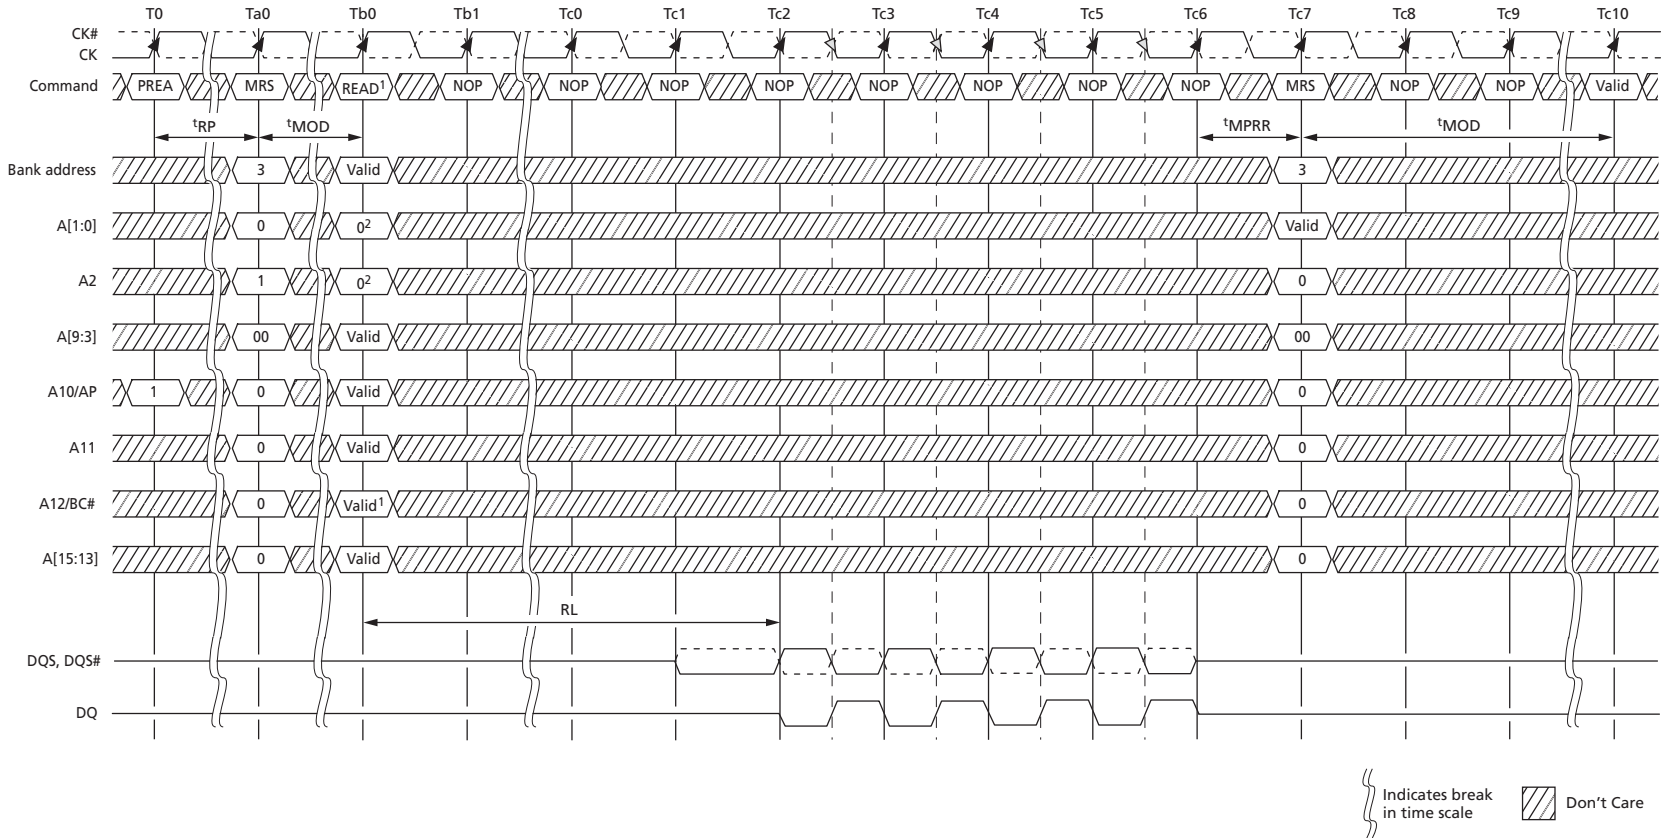 T0 Ta0 Tb0 Tb1 Tc0 Tc1 Tc2 Tc3 Tc4 Tc5 Tc6 Tc7 Tc8 Tc9 Tc10
CK#
CK
Command PREA MRS READ¹ NOP NOP NOP NOP NOP NOP NOP NOP MRS NOP NOP Valid
ᵗRP ᵗMOD ᵗMPRR ᵗMOD
Bank address 3 Valid 3
A[1:0] 0 0² Valid
A2 1 0² 0
A[9:3] 00 Valid 00
A10/AP 1 0 Valid 0
A11 0 Valid 0
A12/BC# 0 Valid¹ 0
A[15:13] 0 Valid 0
RL
DQS, DQS#
DQ
Indicates break
in time scale
Don't Care